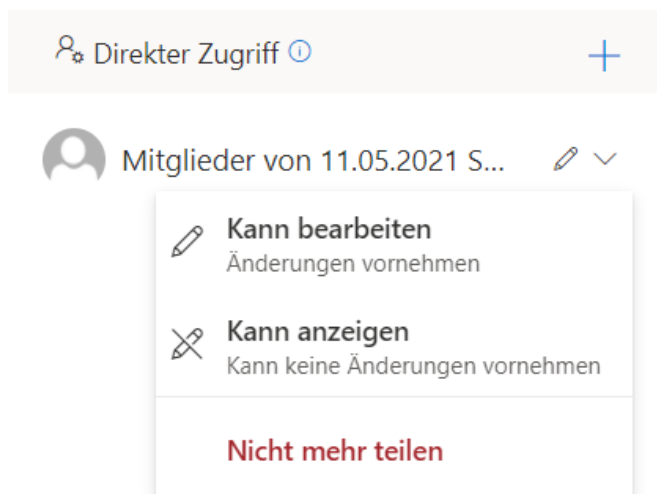 Direkter Zugriff
Mitglieder von 11.05.2021 S...
Kann bearbeiten
Änderungen vornehmen
Kann anzeigen
Kann keine Änderungen vornehmen
Nicht mehr teilen